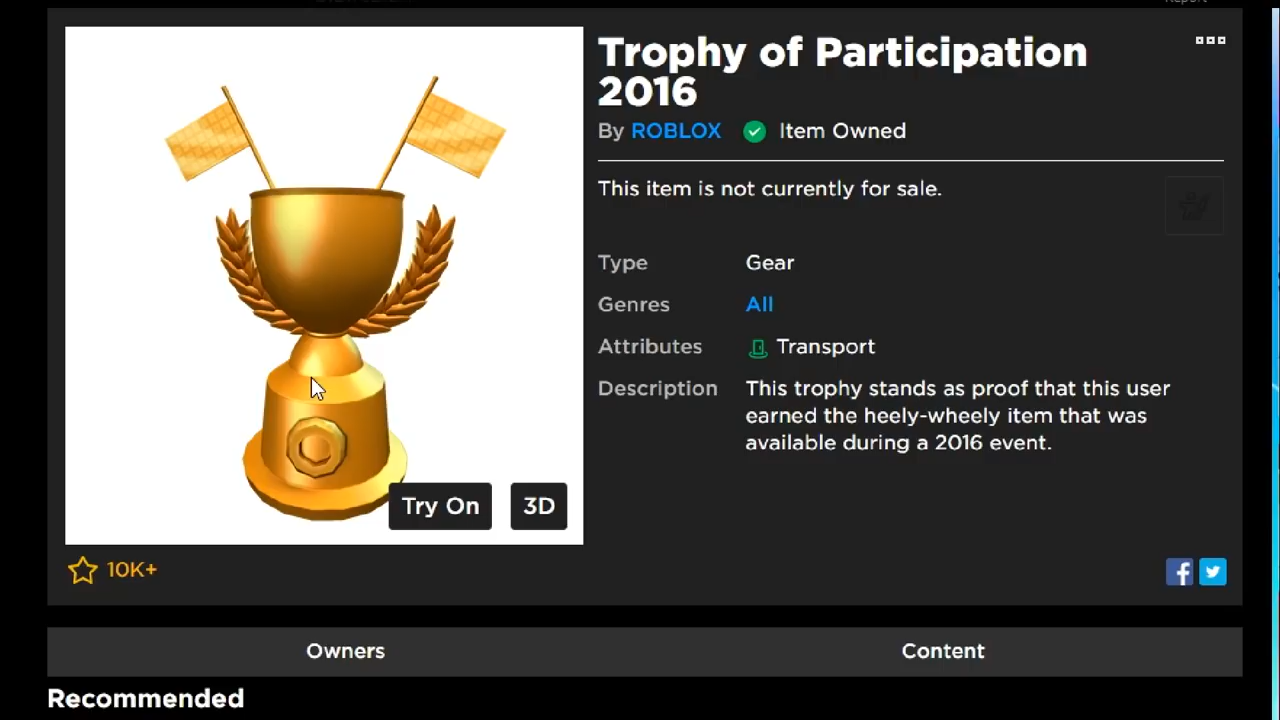 Trophy of Participation
2016
By ROBLOX Item Owned
This item is not currently for sale.
Type Gear
Genres All
Attributes Transport
Description This trophy stands as proof that this user
earned the heely-wheely item that was
available during a 2016 event.
Try On 3D
10K+
Owners Content
Recommended